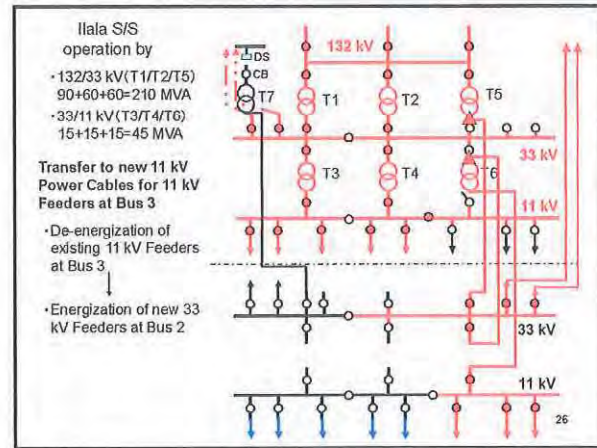 Ilala S/S
operation by
・132/33 kV(T1/T2/T5)
90+60+60=210 MVA
・33/11 kV(T3/T4/T6)
15+15+15=45 MVA
Transfer to new 11 kV
Power Cables for 11 kV
Feeders at Bus 3
・De-energization of
existing 11 kV Feeders
at Bus 3
・Energization of new 33
kV Feeders at Bus 2
132 kV
DS
CB
T7
T1
T2
T5
33 kV
T3
T4
T6
11 kV
33 kV
11 kV
26